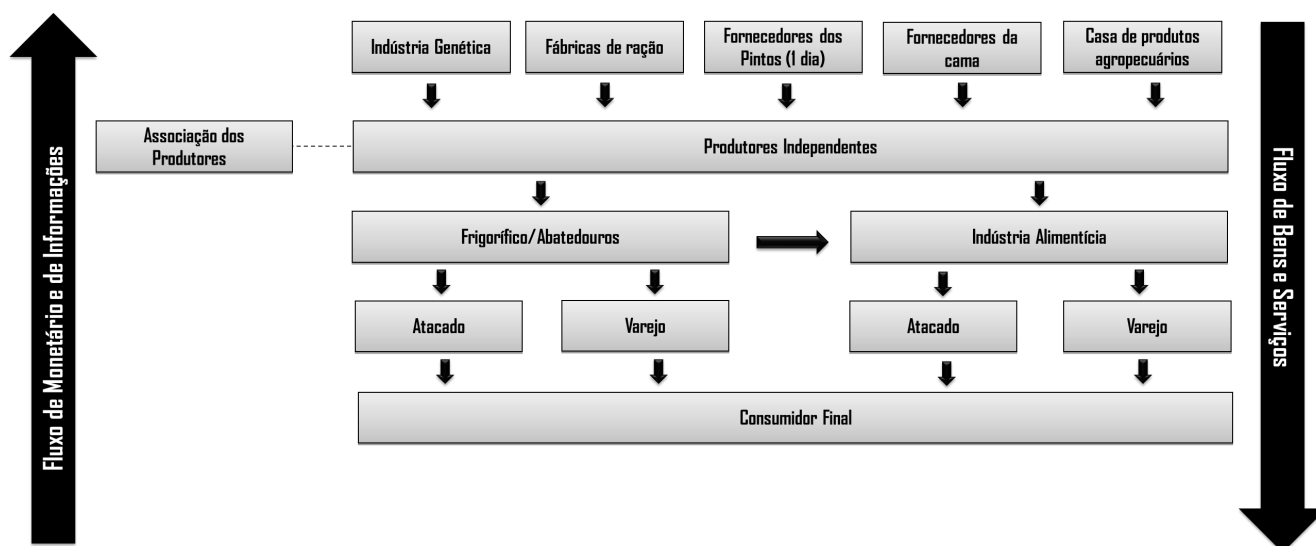 Indústria Genética
Fábricas de ração
Fornecedores dos
Pintos (1 dia)
Fornecedores da
cama
Casa de produtos
agropecuários
Associação dos
Produtores
Produtores Independentes
Frigorífico/Abatedouros
Indústria Alimentícia
Atacado
Varejo
Atacado
Varejo
Consumidor Final
Fluxo de Monetário e de Informações
Fluxo de Bens e Serviços